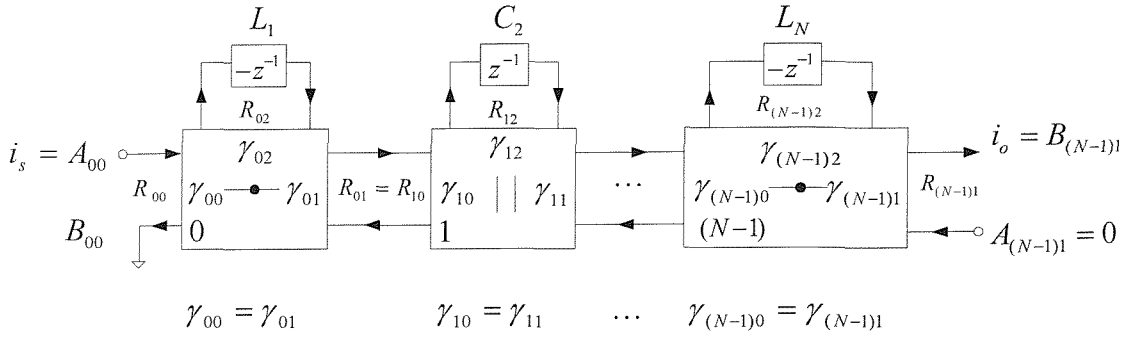 L_1 C_2 L_N
-z^{-1} z^{-1} -z^{-1}
R_{02} R_{12} R_{(N-1)2}
i_s = A_{00} γ_{02} γ_{12} γ_{(N-1)2} i_o = B_{(N-1)1}
R_{00} γ_{00} γ_{01} R_{01} = R_{10} γ_{10} || γ_{11} ... γ_{(N-1)0} γ_{(N-1)1} R_{(N-1)1}
B_{00} 0 1 (N-1) A_{(N-1)1} = 0
γ_{00} = γ_{01} γ_{10} = γ_{11} ... γ_{(N-1)0} = γ_{(N-1)1}